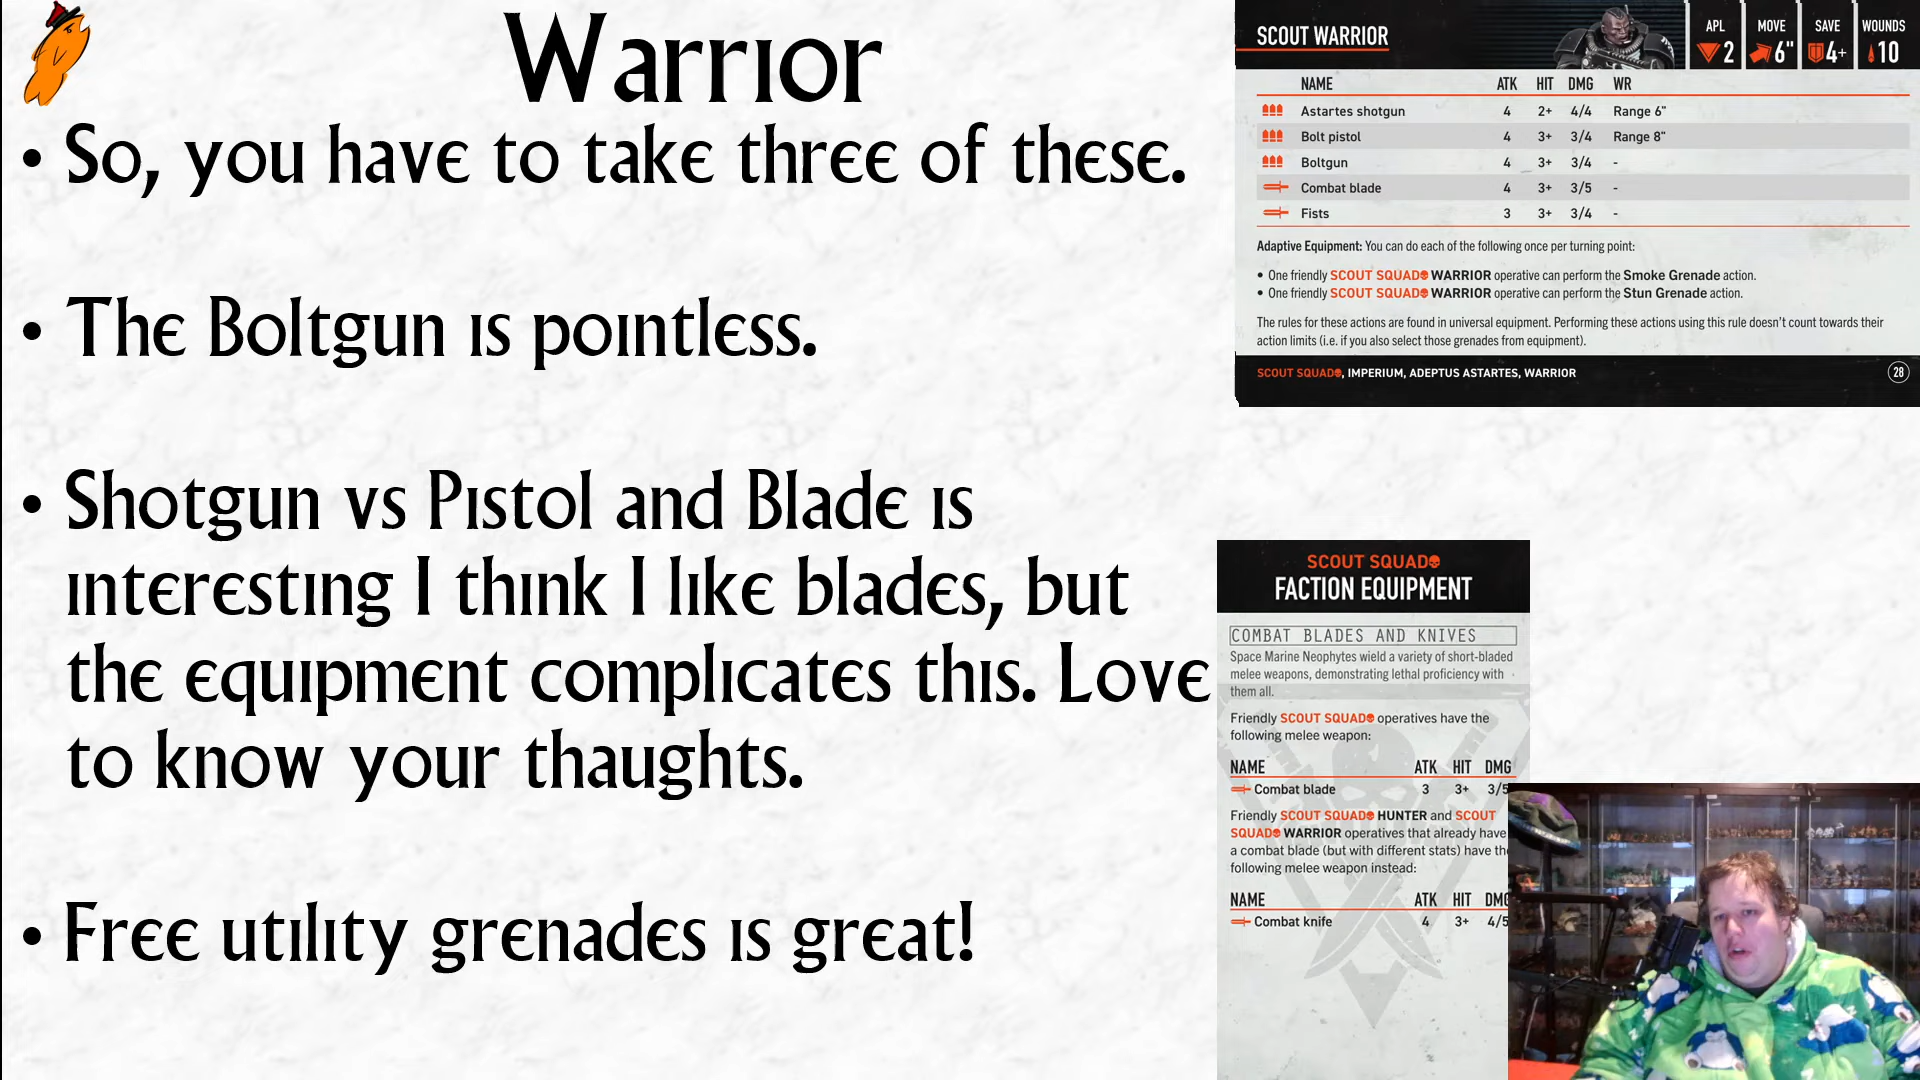 Warrior
• So, you have to take three of these.
• The Boltgun is pointless.
• Shotgun vs Pistol and Blade is
interesting I think I like blades, but
the equipment complicates this. Love
to know your thaughts.
• Free utility grenades is great!
SCOUT WARRIOR
APL MOVE SAVE WOUNDS
2 6" 4+ 10
NAME ATK HIT DMG WR
Astartes shotgun 4 2+ 4/4 Range 6"
Bolt pistol 4 3+ 3/4 Range 8"
Boltgun 4 3+ 3/4 -
Combat blade 4 3+ 3/5 -
Fists 3 3+ 3/4 -
Adaptive Equipment: You can do each of the following once per turning point:
• One friendly SCOUT SQUAD WARRIOR operative can perform the Smoke Grenade action.
• One friendly SCOUT SQUAD WARRIOR operative can perform the Stun Grenade action.
The rules for these actions are found in universal equipment. Performing these actions using this rule doesn't count towards their
action limits (i.e. if you also select those grenades from equipment).
SCOUT SQUAD, IMPERIUM, ADEPTUS ASTARTES, WARRIOR
28
SCOUT SQUAD
FACTION EQUIPMENT
COMBAT BLADES AND KNIVES
Space Marine Neophytes wield a variety of short-bladed
melee weapons, demonstrating lethal proficiency with
them all.
Friendly SCOUT SQUAD operatives have the
following melee weapon:
NAME ATK HIT DMG
Combat blade 3 3+ 3/5
Friendly SCOUT SQUAD HUNTER and SCOUT
SQUAD WARRIOR operatives that already have
a combat blade (but with different stats) have the
following melee weapon instead:
NAME ATK HIT DMG
Combat knife 4 3+ 4/5